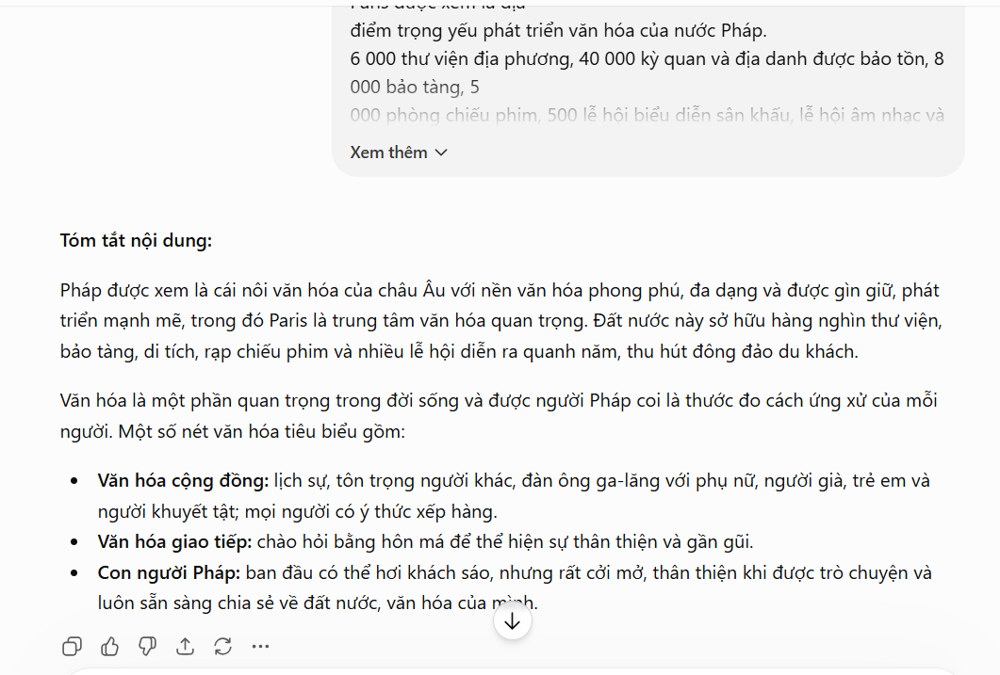 điểm trọng yếu phát triển văn hóa của nước Pháp.
6 000 thư viện địa phương, 40 000 kỳ quan và địa danh được bảo tồn, 8
000 bảo tàng, 5
000 phòng chiếu phim, 500 lễ hội biểu diễn sân khấu, lễ hội âm nhạc và
Xem thêm
Tóm tắt nội dung:
Pháp được xem là cái nôi văn hóa của châu Âu với nền văn hóa phong phú, đa dạng và được gìn giữ, phát
triển mạnh mẽ, trong đó Paris là trung tâm văn hóa quan trọng. Đất nước này sở hữu hàng nghìn thư viện,
bảo tàng, di tích, rạp chiếu phim và nhiều lễ hội diễn ra quanh năm, thu hút đông đảo du khách.
Văn hóa là một phần quan trọng trong đời sống và được người Pháp coi là thước đo cách ứng xử của mỗi
người. Một số nét văn hóa tiêu biểu gồm:
• Văn hóa cộng đồng: lịch sự, tôn trọng người khác, đàn ông ga-lăng với phụ nữ, người già, trẻ em và
người khuyết tật; mọi người có ý thức xếp hàng.
• Văn hóa giao tiếp: chào hỏi bằng hôn má để thể hiện sự thân thiện và gần gũi.
• Con người Pháp: ban đầu có thể hơi khách sáo, nhưng rất cởi mở, thân thiện khi được trò chuyện và
luôn sẵn sàng chia sẻ về đất nước, văn hóa của mình.